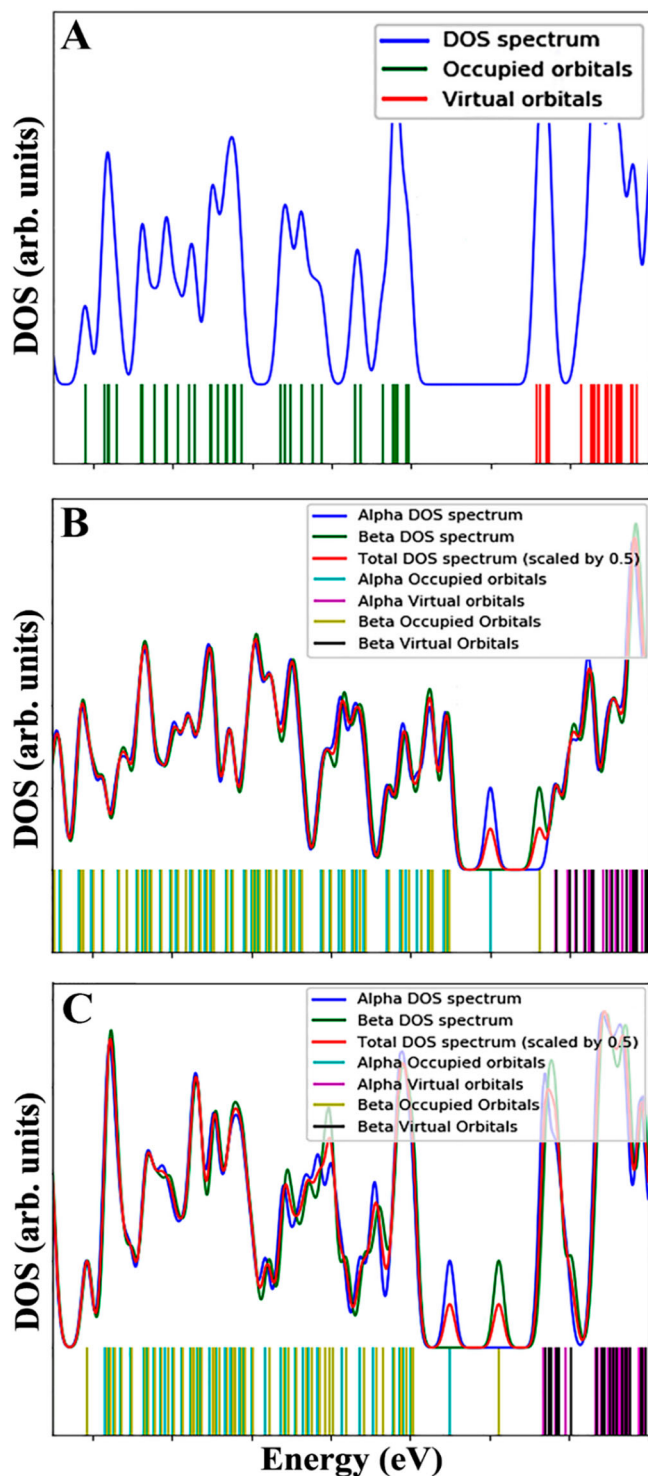 A
DOS spectrum
Occupied orbitals
Virtual orbitals
DOS (arb. units)
B
Alpha DOS spectrum
Beta DOS spectrum
Total DOS spectrum (scaled by 0.5)
Alpha Occupied orbitals
Alpha Virtual orbitals
Beta Occupied Orbitals
Beta Virtual Orbitals
DOS (arb. units)
C
Alpha DOS spectrum
Beta DOS spectrum
Total DOS spectrum (scaled by 0.5)
Alpha Occupied orbitals
Alpha Virtual orbitals
Beta Occupied Orbitals
Beta Virtual Orbitals
DOS (arb. units)
Energy (eV)